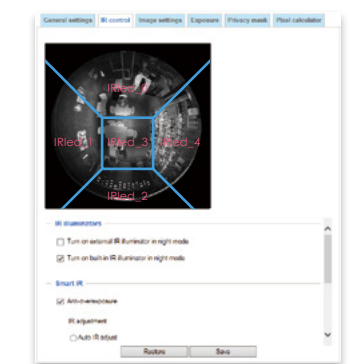 General settings IR control Image settings Exposure Privacy mask Pixel calculator
IRled_0
IRled_1 IRled_3 IRled_4
IRled_2
IR illuminators
Turn on external IR illuminator in night mode
Turn on built-in IR illuminator in night mode
Smart IR
Anti-overexposure
IR adjustment
Auto IR adjust
Restore Save